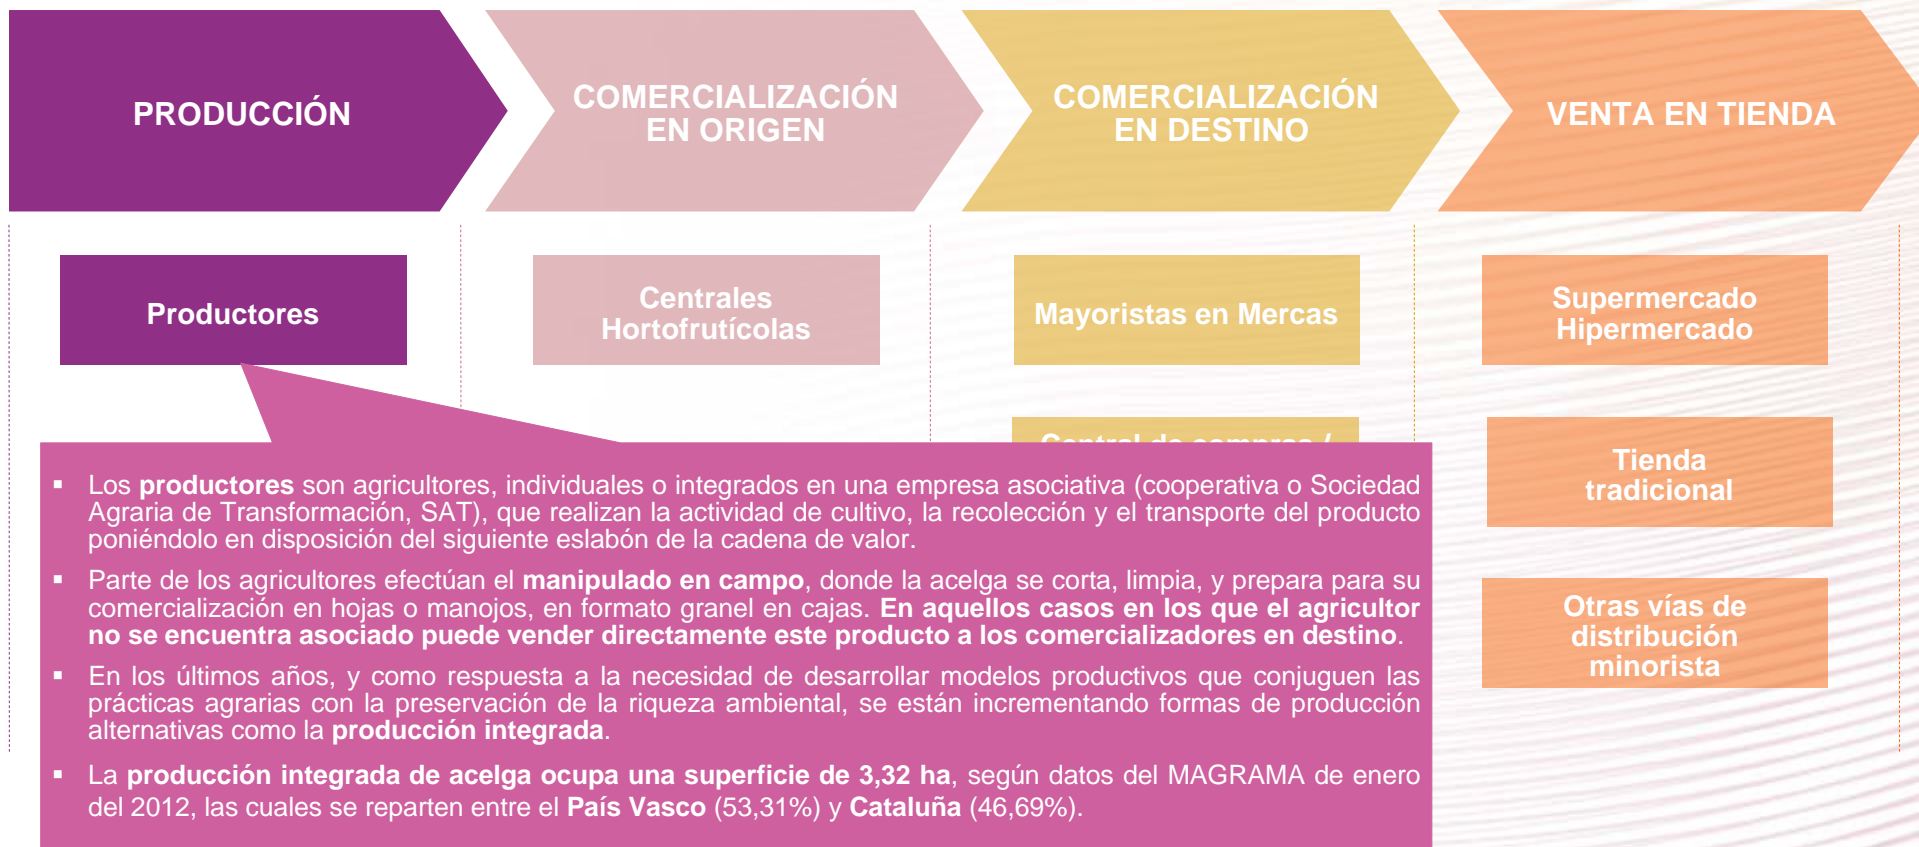 PRODUCCIÓN
COMERCIALIZACIÓN
EN ORIGEN
COMERCIALIZACIÓN
EN DESTINO
VENTA EN TIENDA
Productores
Centrales
Hortofrutícolas
Mayoristas en Mercas
Supermercado
Hipermercado
Central de compras /
Tienda
tradicional
Otras vías de
distribución
minorista
▪ Los productores son agricultores, individuales o integrados en una empresa asociativa (cooperativa o Sociedad
Agraria de Transformación, SAT), que realizan la actividad de cultivo, la recolección y el transporte del producto
poniéndolo en disposición del siguiente eslabón de la cadena de valor.
▪ Parte de los agricultores efectúan el manipulado en campo, donde la acelga se corta, limpia, y prepara para su
comercialización en hojas o manojos, en formato granel en cajas. En aquellos casos en los que el agricultor
no se encuentra asociado puede vender directamente este producto a los comercializadores en destino.
▪ En los últimos años, y como respuesta a la necesidad de desarrollar modelos productivos que conjuguen las
prácticas agrarias con la preservación de la riqueza ambiental, se están incrementando formas de producción
alternativas como la producción integrada.
▪ La producción integrada de acelga ocupa una superficie de 3,32 ha, según datos del MAGRAMA de enero
del 2012, las cuales se reparten entre el País Vasco (53,31%) y Cataluña (46,69%).